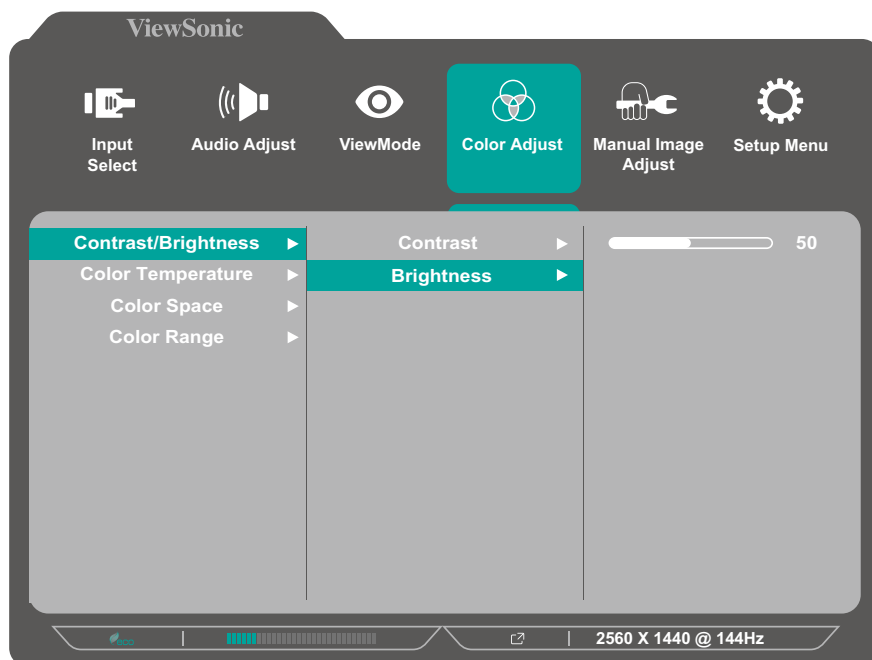 ViewSonic
Input
Select
Audio Adjust
ViewMode
Color Adjust
Manual Image
Adjust
Setup Menu
Contrast/Brightness
Contrast
50
Color Temperature
Brightness
Color Space
Color Range
eco
2560 X 1440 @ 144Hz